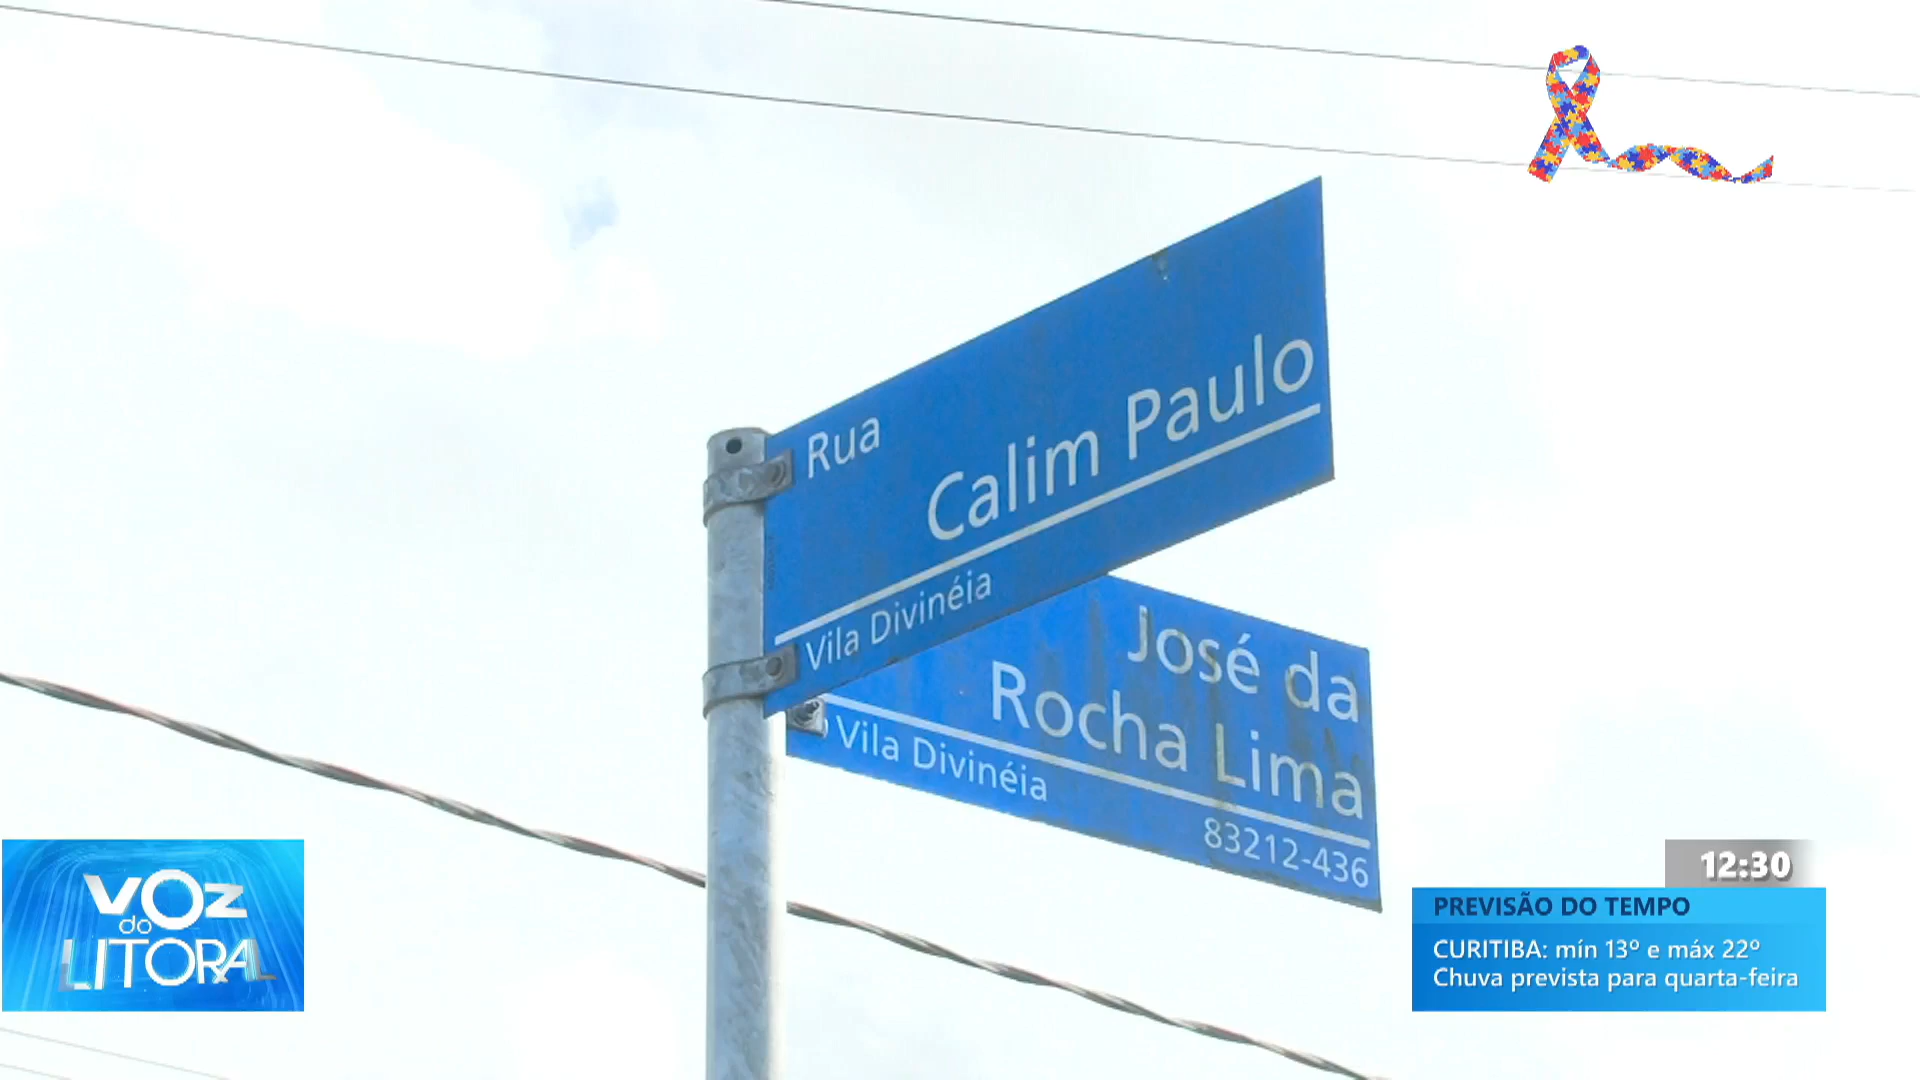 Rua
Calim Paulo
Vila Divinéia
José da
Rocha Lima
Vila Divinéia
83212-436
VOZ
do
LITORAL
12:30
PREVISÃO DO TEMPO
CURITIBA: mín 13º e máx 22º
Chuva prevista para quarta-feira